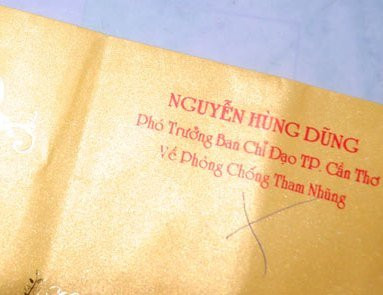 NGUYỄN HÙNG DŨNG
Phó Trưởng Ban Chỉ Đạo TP. Cần Thơ
Về Phòng Chống Tham Nhũng